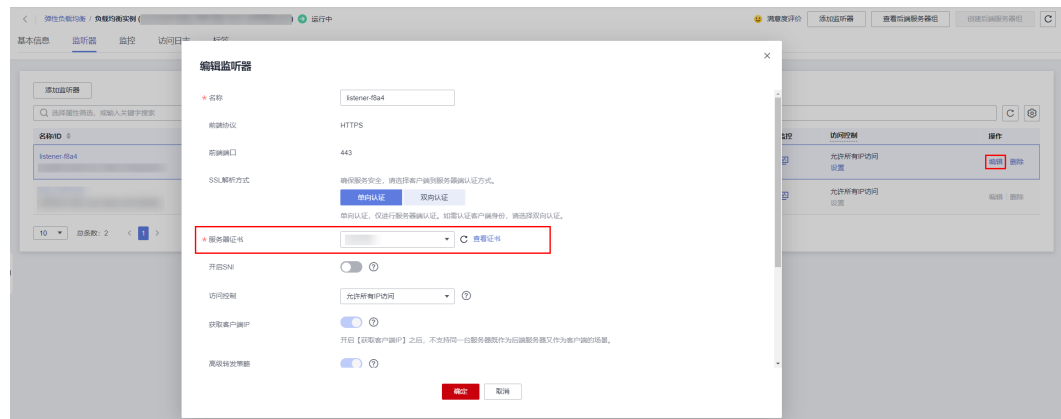 弹性负载均衡 / 负载均衡实例 (
) 运行中
满意度评价
添加监听器
查看后端服务器组
创建后端服务器组
基本信息
监听器
监控
访问日志
标签
添加监听器
选择属性筛选，或输入关键字搜索
名称/ID
监控
访问控制
操作
listener-f8a4
允许所有IP访问
设置
编辑 删除
允许所有IP访问
设置
编辑 删除
10
总条数: 2
1
编辑监听器
* 名称
listener-f8a4
前端协议
HTTPS
前端端口
443
SSL解析方式
确保服务安全，请选择客户端到服务器端认证方式。
单向认证
双向认证
单向认证，仅进行服务器端认证。如需认证客户端身份，请选择双向认证。
* 服务器证书
查看证书
开启SNI
访问控制
允许所有IP访问
获取客户端IP
开启【获取客户端IP】之后，不支持同一台服务器既作为后端服务器又作为客户端的场景。
高级转发策略
确定
取消